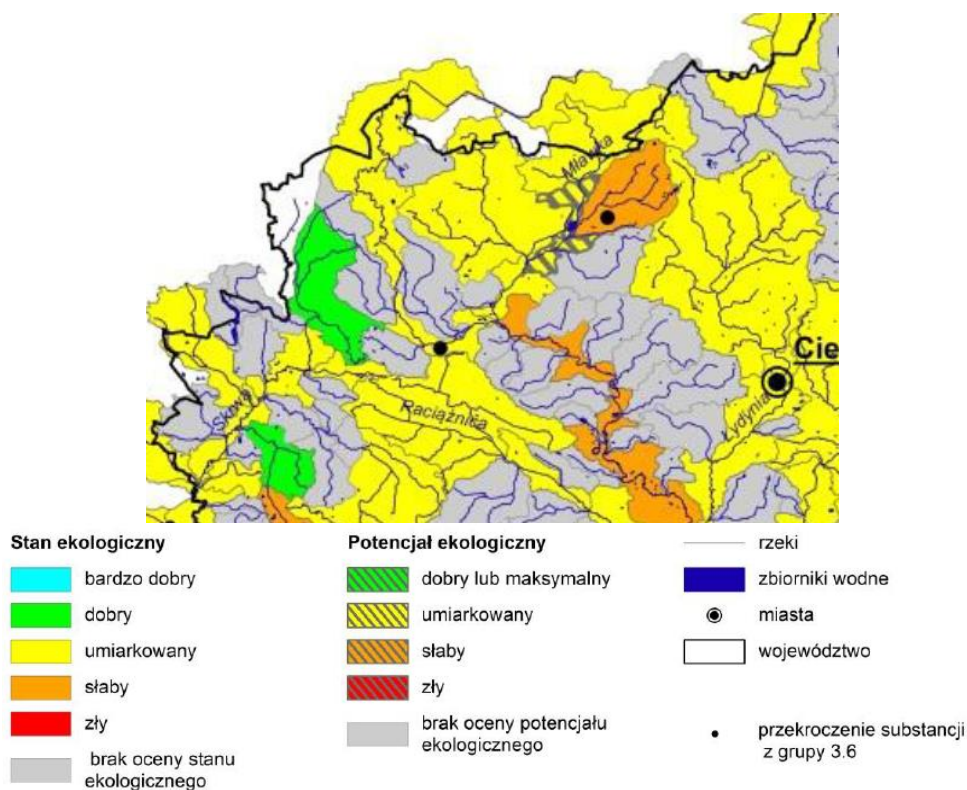 Mławka
Cie
Skrwa
Raciążnica
Łydynia
Stan ekologiczny
bardzo dobry
dobry
umiarkowany
słaby
zły
brak oceny stanu
ekologicznego
Potencjał ekologiczny
dobry lub maksymalny
umiarkowany
słaby
zły
brak oceny potencjału
ekologicznego
rzeki
zbiorniki wodne
miasta
województwo
przekroczenie substancji
z grupy 3.6